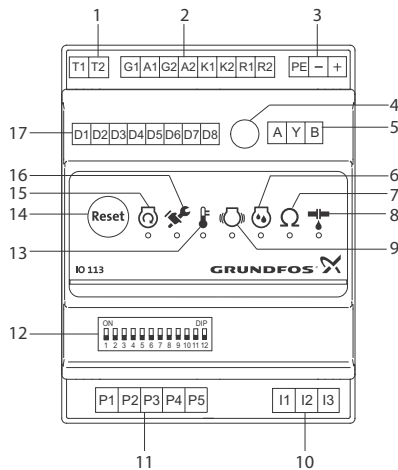 1 2 3
T1 T2 G1 A1 G2 A2 K1 K2 R1 R2 PE − +
4
17 D1 D2 D3 D4 D5 D6 D7 D8 A Y B 5
16 6
15 7
14 Reset Ω 8
13 9
IO 113 GRUNDFOS
12 ON DIP
1 2 3 4 5 6 7 8 9 10 11 12
P1 P2 P3 P4 P5 I1 I2 I3
11 10